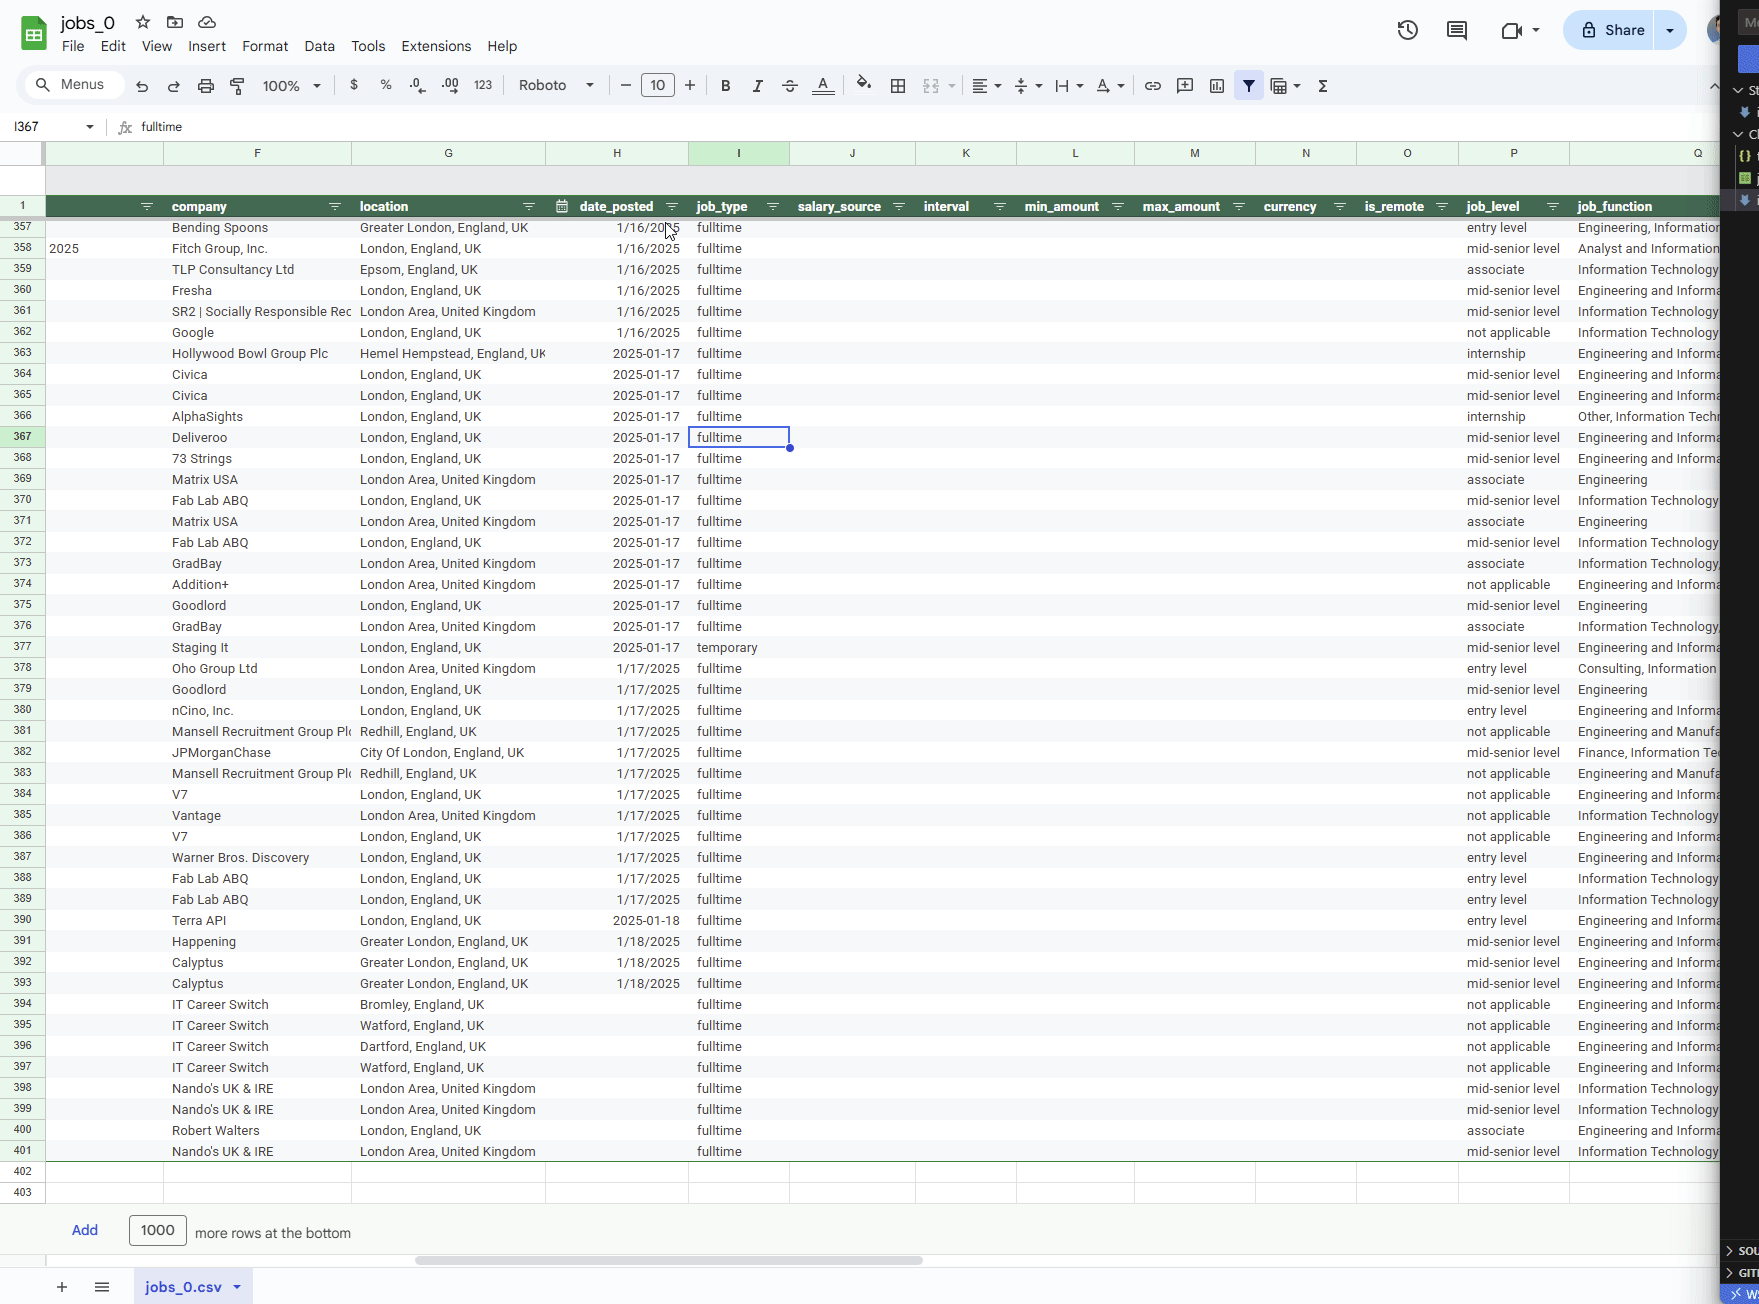 jobs_0
File Edit View Insert Format Data Tools Extensions Help
Share
Menus 100% $ % .0 .00 123 Roboto 10 B I A Σ
I367 fx fulltime
F G H I J K L M N O P Q
1 company location date_posted job_type salary_source interval min_amount max_amount currency is_remote job_level job_function
357 Bending Spoons Greater London, England, UK 1/16/2025 fulltime entry level Engineering, Information
358 2025 Fitch Group, Inc. London, England, UK 1/16/2025 fulltime mid-senior level Analyst and Information
359 TLP Consultancy Ltd Epsom, England, UK 1/16/2025 fulltime associate Information Technology
360 Fresha London, England, UK 1/16/2025 fulltime mid-senior level Engineering and Informa
361 SR2 | Socially Responsible Rec London Area, United Kingdom 1/16/2025 fulltime mid-senior level Information Technology
362 Google London, England, UK 1/16/2025 fulltime not applicable Information Technology
363 Hollywood Bowl Group Plc Hemel Hempstead, England, UK 2025-01-17 fulltime internship Engineering and Informa
364 Civica London, England, UK 2025-01-17 fulltime mid-senior level Engineering and Informa
365 Civica London, England, UK 2025-01-17 fulltime mid-senior level Engineering and Informa
366 AlphaSights London, England, UK 2025-01-17 fulltime internship Other, Information Techn
367 Deliveroo London, England, UK 2025-01-17 fulltime mid-senior level Engineering and Informa
368 73 Strings London, England, UK 2025-01-17 fulltime mid-senior level Engineering and Informa
369 Matrix USA London Area, United Kingdom 2025-01-17 fulltime associate Engineering
370 Fab Lab ABQ London, England, UK 2025-01-17 fulltime mid-senior level Information Technology
371 Matrix USA London Area, United Kingdom 2025-01-17 fulltime associate Engineering
372 Fab Lab ABQ London, England, UK 2025-01-17 fulltime mid-senior level Information Technology
373 GradBay London Area, United Kingdom 2025-01-17 fulltime associate Information Technology,
374 Addition+ London Area, United Kingdom 2025-01-17 fulltime not applicable Engineering and Informa
375 Goodlord London, England, UK 2025-01-17 fulltime mid-senior level Engineering
376 GradBay London Area, United Kingdom 2025-01-17 fulltime associate Information Technology,
377 Staging It London, England, UK 2025-01-17 temporary mid-senior level Engineering and Informa
378 Oho Group Ltd London Area, United Kingdom 1/17/2025 fulltime entry level Consulting, Information
379 Goodlord London, England, UK 1/17/2025 fulltime mid-senior level Engineering
380 nCino, Inc. London, England, UK 1/17/2025 fulltime entry level Engineering and Informa
381 Mansell Recruitment Group Plc Redhill, England, UK 1/17/2025 fulltime not applicable Engineering and Manufa
382 JPMorganChase City Of London, England, UK 1/17/2025 fulltime mid-senior level Finance, Information Te
383 Mansell Recruitment Group Plc Redhill, England, UK 1/17/2025 fulltime not applicable Engineering and Manufa
384 V7 London, England, UK 1/17/2025 fulltime not applicable Engineering and Informa
385 Vantage London Area, United Kingdom 1/17/2025 fulltime not applicable Information Technology
386 V7 London, England, UK 1/17/2025 fulltime not applicable Engineering and Informa
387 Warner Bros. Discovery London, England, UK 1/17/2025 fulltime entry level Engineering and Informa
388 Fab Lab ABQ London, England, UK 1/17/2025 fulltime entry level Information Technology
389 Fab Lab ABQ London, England, UK 1/17/2025 fulltime entry level Information Technology
390 Terra API London, England, UK 2025-01-18 fulltime entry level Engineering and Informa
391 Happening Greater London, England, UK 1/18/2025 fulltime mid-senior level Engineering and Informa
392 Calyptus Greater London, England, UK 1/18/2025 fulltime mid-senior level Engineering and Informa
393 Calyptus Greater London, England, UK 1/18/2025 fulltime mid-senior level Engineering and Informa
394 IT Career Switch Bromley, England, UK fulltime not applicable Engineering and Informa
395 IT Career Switch Watford, England, UK fulltime not applicable Engineering and Informa
396 IT Career Switch Dartford, England, UK fulltime not applicable Engineering and Informa
397 IT Career Switch Watford, England, UK fulltime not applicable Engineering and Informa
398 Nando's UK & IRE London Area, United Kingdom fulltime mid-senior level Information Technology
399 Nando's UK & IRE London Area, United Kingdom fulltime mid-senior level Information Technology
400 Robert Walters London, England, UK fulltime associate Engineering and Informa
401 Nando's UK & IRE London Area, United Kingdom fulltime mid-senior level Information Technology
402
403
Add 1000 more rows at the bottom
jobs_0.csv